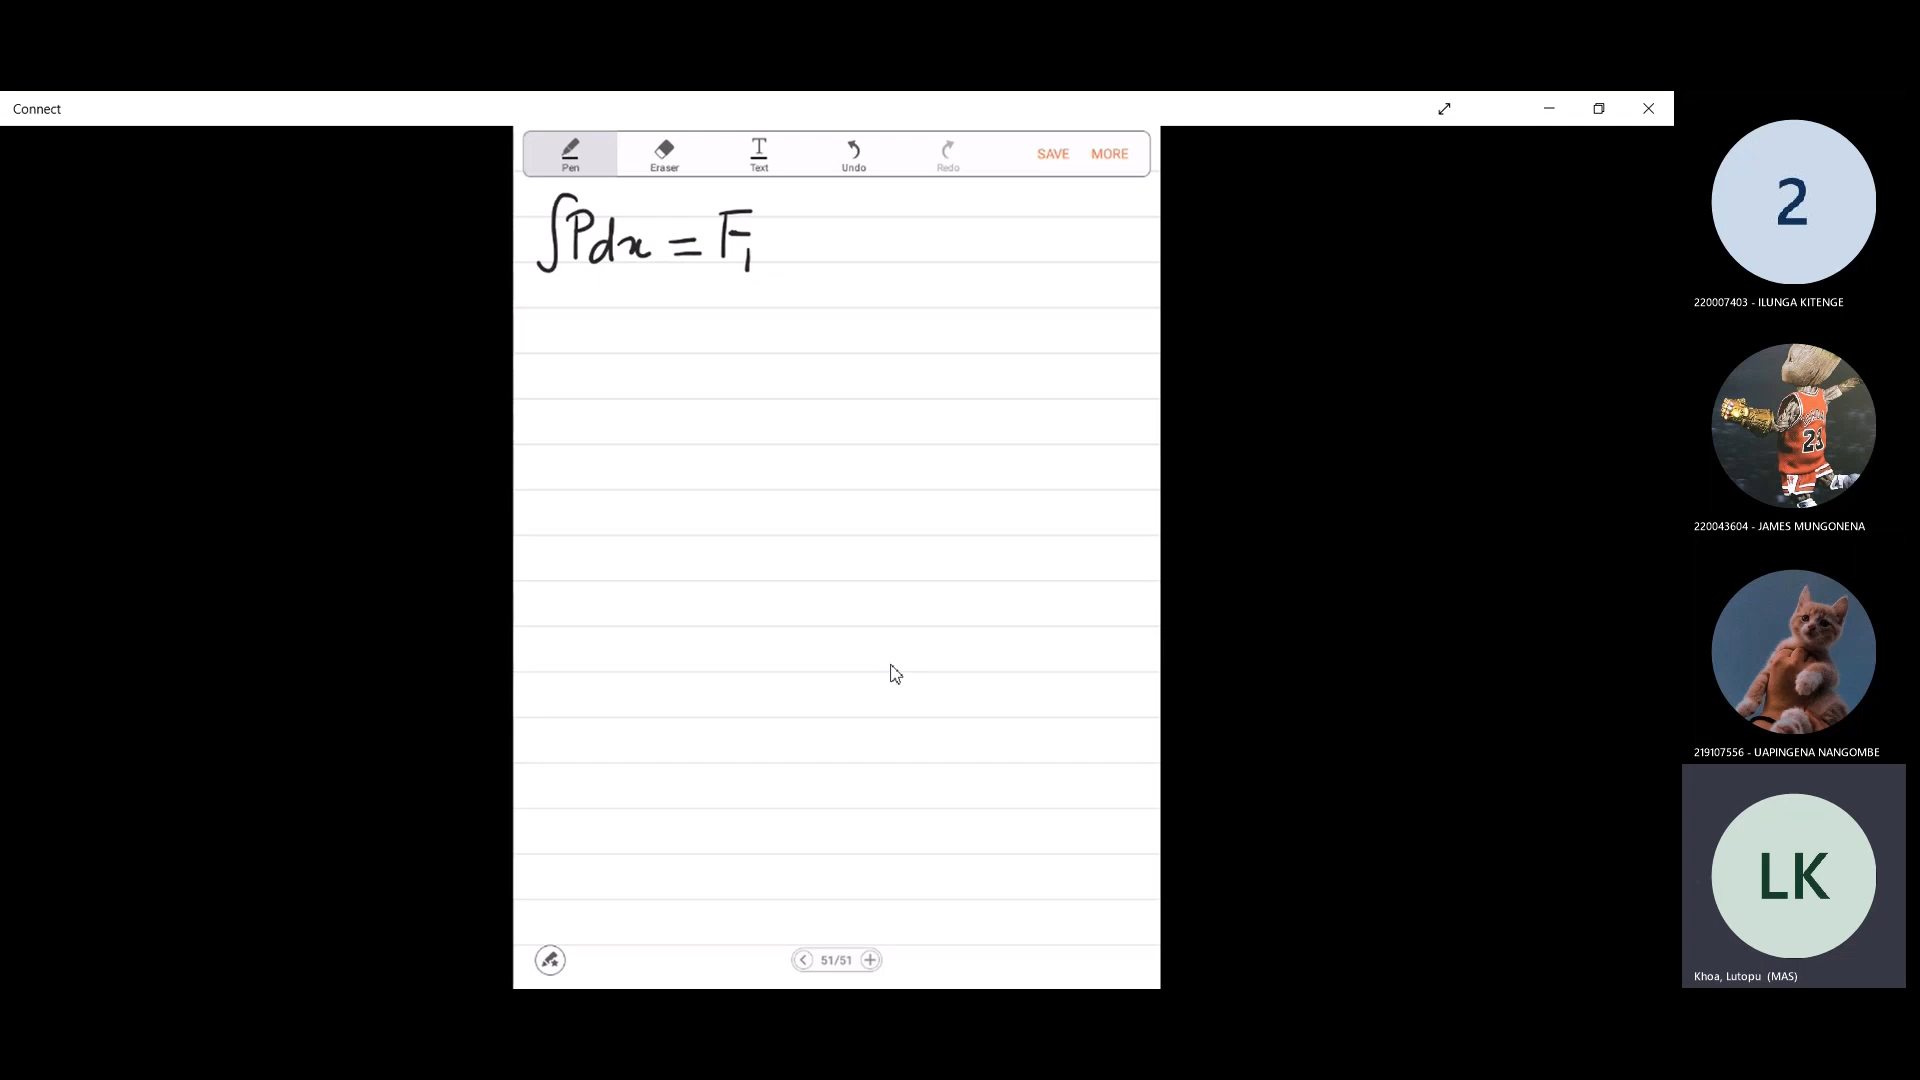 Connect
Pen
Eraser
T
Text
Undo
Redo
SAVE
MORE
∫Pdx = F₁
51/51
2
220007403 - ILUNGA KITENGE
23
220043604 - JAMES MUNGONENA
219107556 - UAPINGENA NANGOMBE
LK
Khoa, Lutopu (MAS)